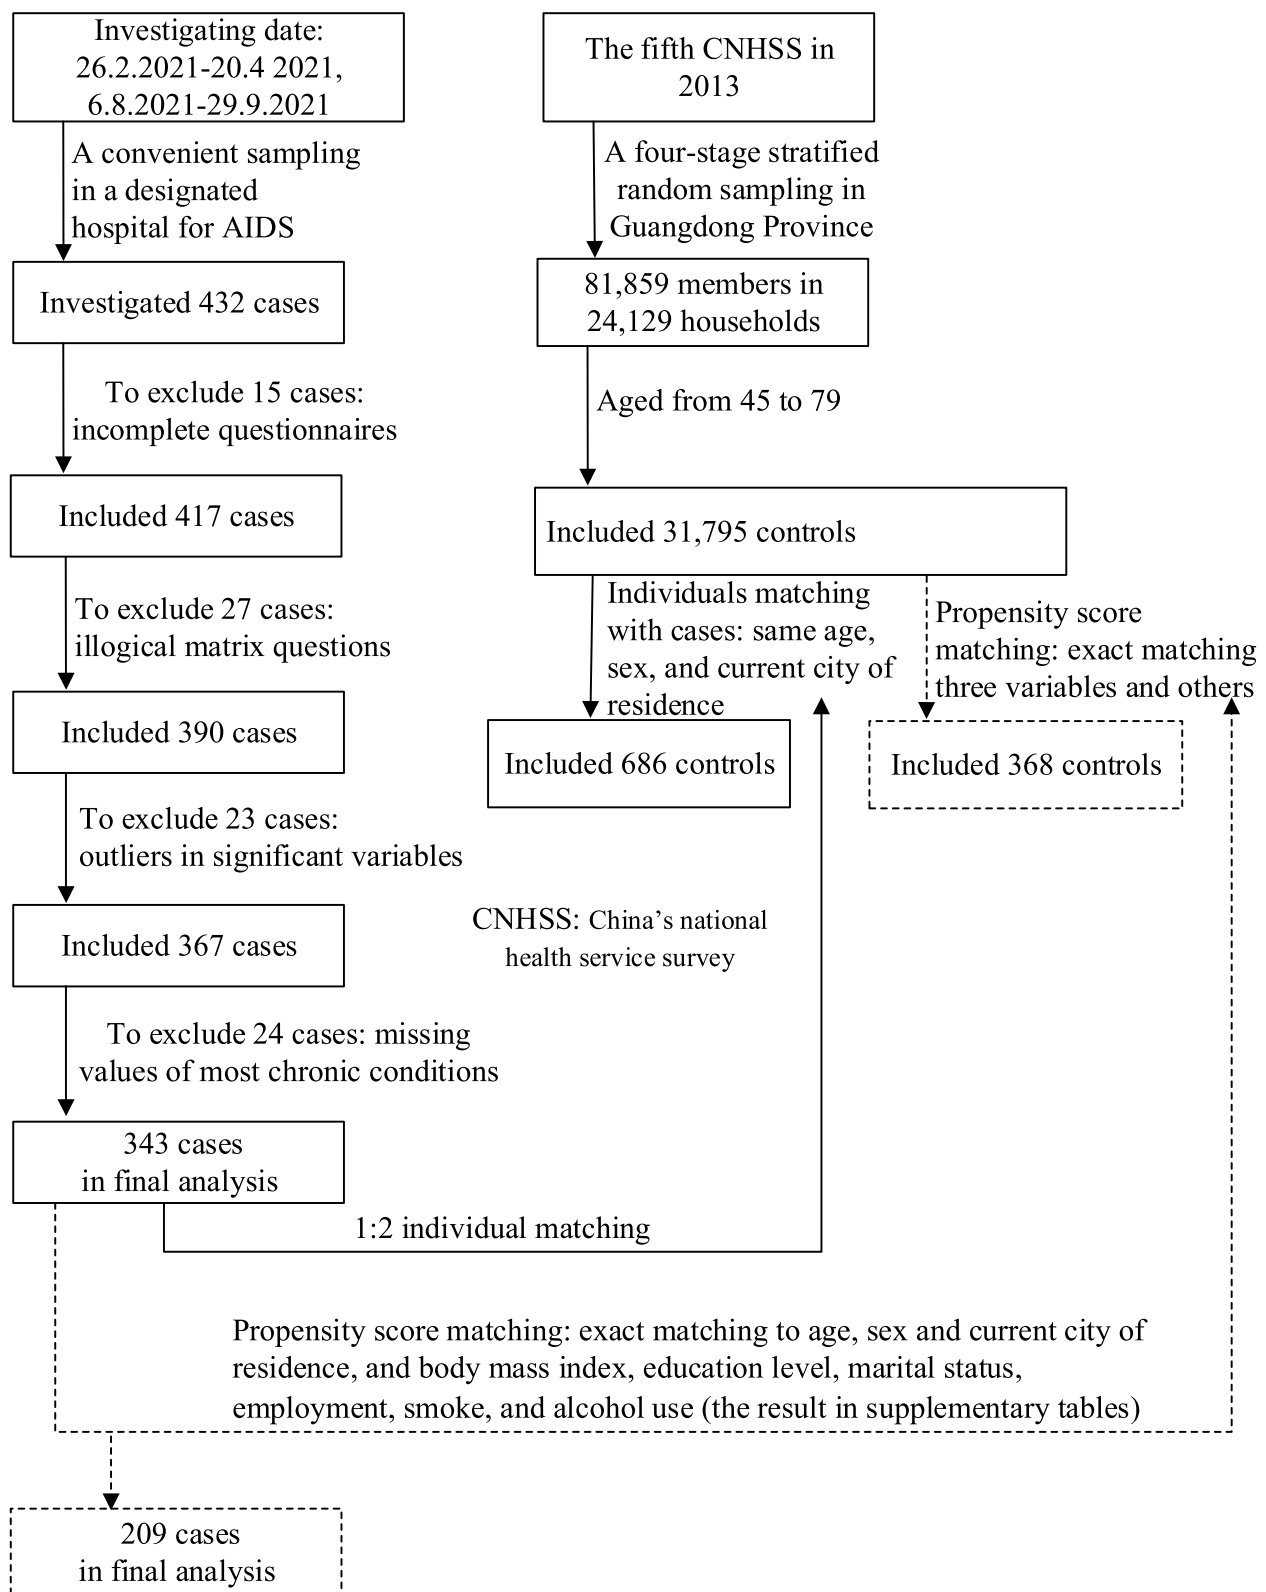 Investigating date:
26.2.2021-20.4 2021,
6.8.2021-29.9.2021
A convenient sampling
in a designated
hospital for AIDS
Investigated 432 cases
To exclude 15 cases:
incomplete questionnaires
Included 417 cases
To exclude 27 cases:
illogical matrix questions
Included 390 cases
To exclude 23 cases:
outliers in significant variables
Included 367 cases
To exclude 24 cases: missing
values of most chronic conditions
343 cases
in final analysis
The fifth CNHSS in
2013
A four-stage stratified
random sampling in
Guangdong Province
81,859 members in
24,129 households
Aged from 45 to 79
Included 31,795 controls
Individuals matching
with cases: same age,
sex, and current city of
residence
Included 686 controls
Propensity score
matching: exact matching
three variables and others
Included 368 controls
CNHSS: China’s national
health service survey
1:2 individual matching
Propensity score matching: exact matching to age, sex and current city of
residence, and body mass index, education level, marital status,
employment, smoke, and alcohol use (the result in supplementary tables)
209 cases
in final analysis